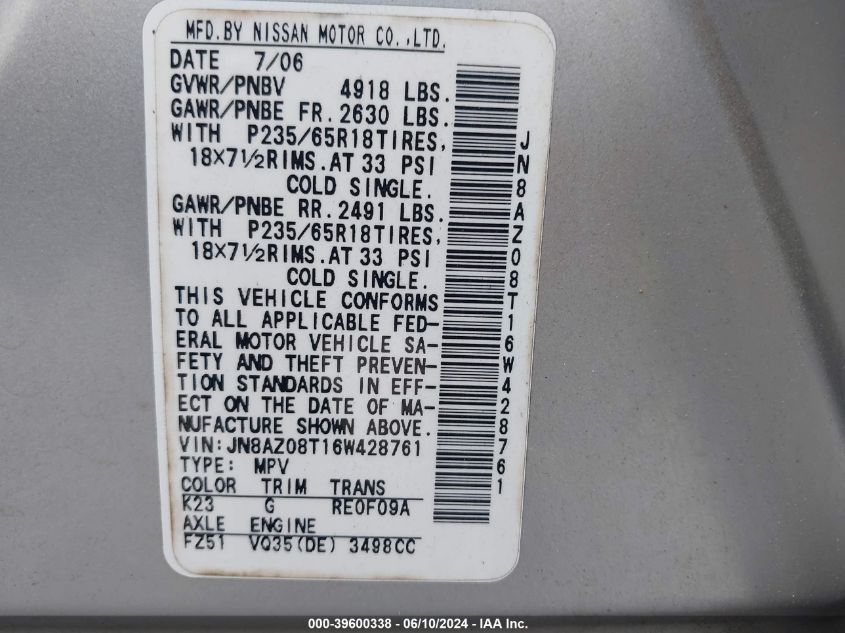 MFD.BY NISSAN MOTOR CO.,LTD.
DATE 7/06
GVWR/PNBV 4918 LBS.
GAWR/PNBE FR.2630 LBS.
WITH P235/65R18TIRES,
18×7½RIMS.AT 33 PSI
COLD SINGLE.
GAWR/PNBE RR.2491 LBS.
WITH P235/65R18TIRES,
18×7½RIMS.AT 33 PSI
COLD SINGLE.
THIS VEHICLE CONFORMS
TO ALL APPLICABLE FED-
ERAL MOTOR VEHICLE SA-
FETY AND THEFT PREVEN-
TION STANDARDS IN EFF-
ECT ON THE DATE OF MA-
NUFACTURE SHOWN ABOVE.
VIN:JN8AZ08T16W428761
TYPE: MPV
COLOR TRIM TRANS
K23 G RE0F09A
AXLE ENGINE
FZ51 VQ35(DE) 3498CC
JN8AZ08T16W428761
000-39600338 - 06/10/2024 - IAA Inc.